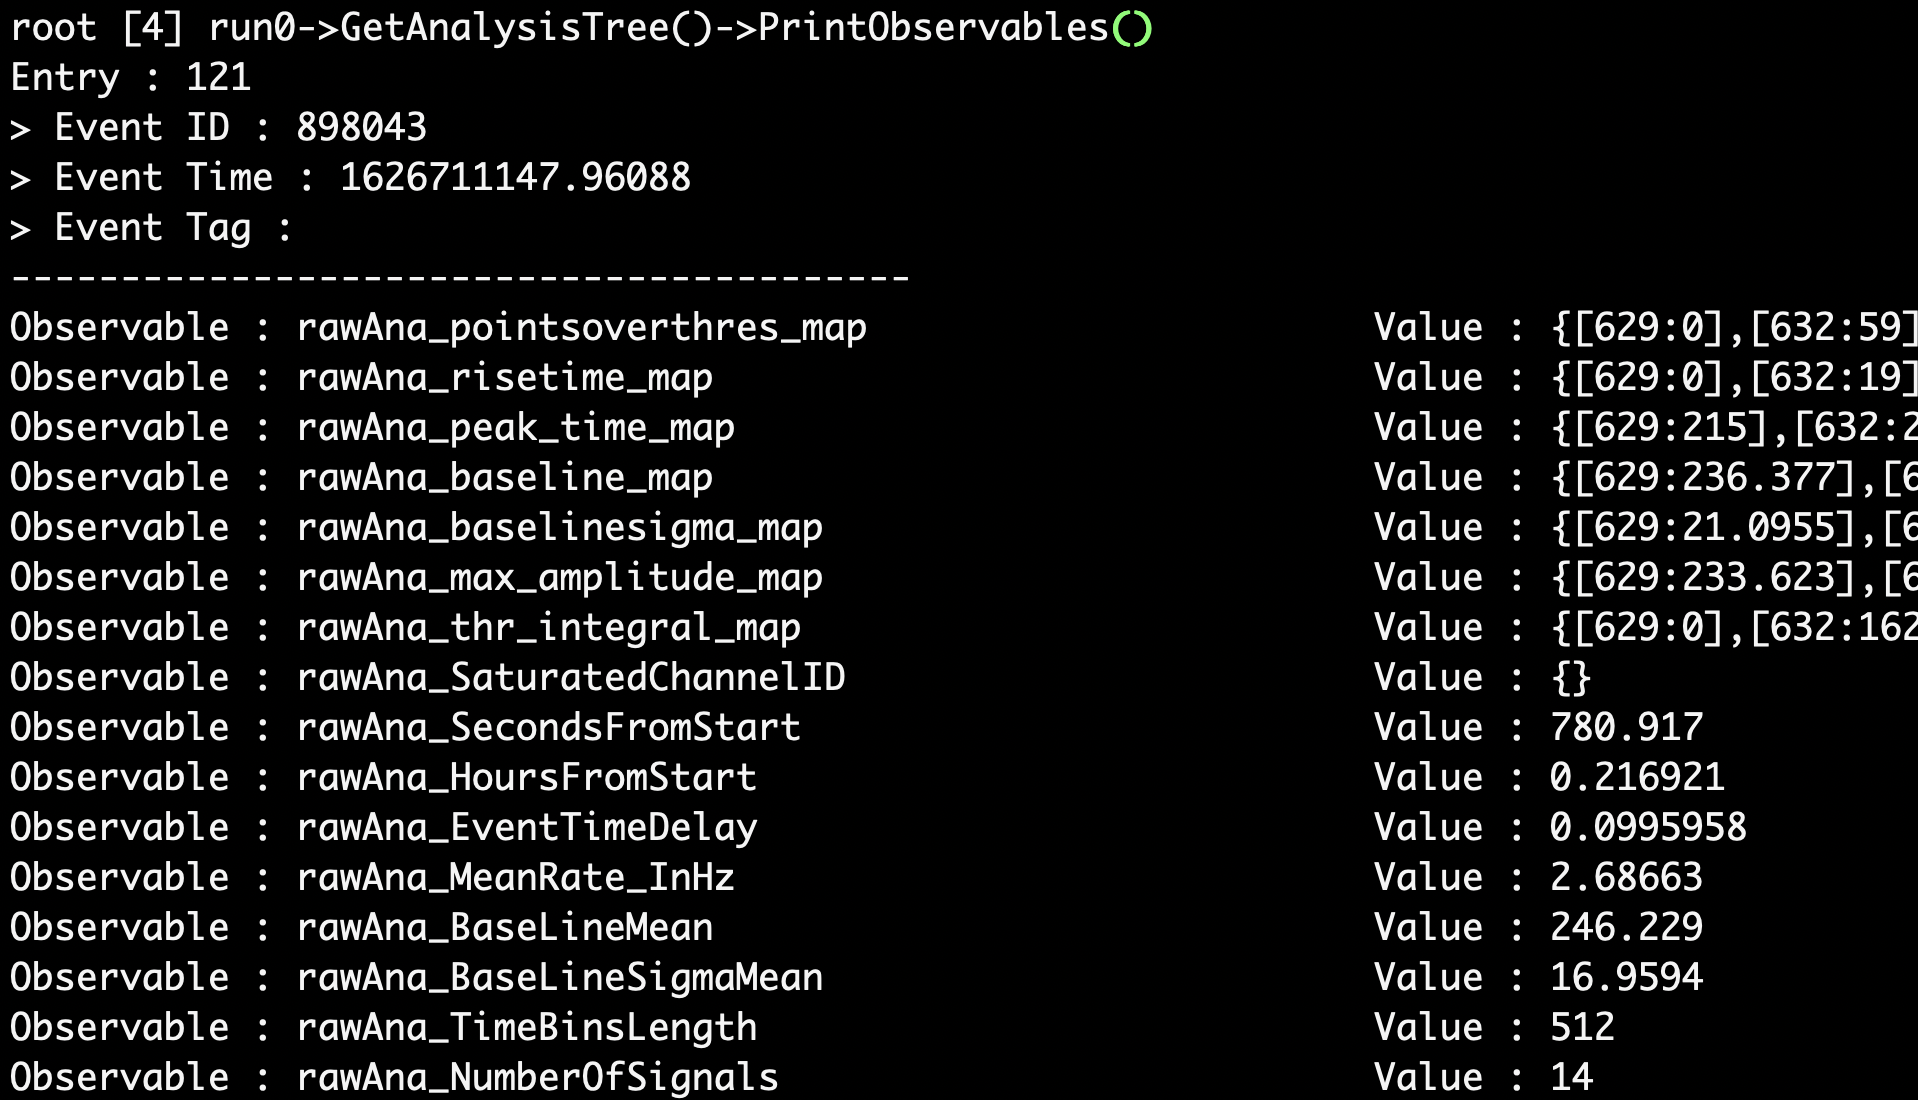 root [4] run0->GetAnalysisTree()->PrintObservables()
Entry : 121
> Event ID : 898043
> Event Time : 1626711147.96088
> Event Tag :
-----------------------------------------
Observable : rawAna_pointsoverthres_map Value : {[629:0],[632:59]
Observable : rawAna_risetime_map Value : {[629:0],[632:19]
Observable : rawAna_peak_time_map Value : {[629:215],[632:2
Observable : rawAna_baseline_map Value : {[629:236.377],[6
Observable : rawAna_baselinesigma_map Value : {[629:21.0955],[6
Observable : rawAna_max_amplitude_map Value : {[629:233.623],[6
Observable : rawAna_thr_integral_map Value : {[629:0],[632:162
Observable : rawAna_SaturatedChannelID Value : {}
Observable : rawAna_SecondsFromStart Value : 780.917
Observable : rawAna_HoursFromStart Value : 0.216921
Observable : rawAna_EventTimeDelay Value : 0.0995958
Observable : rawAna_MeanRate_InHz Value : 2.68663
Observable : rawAna_BaseLineMean Value : 246.229
Observable : rawAna_BaseLineSigmaMean Value : 16.9594
Observable : rawAna_TimeBinsLength Value : 512
Observable : rawAna_NumberOfSignals Value : 14